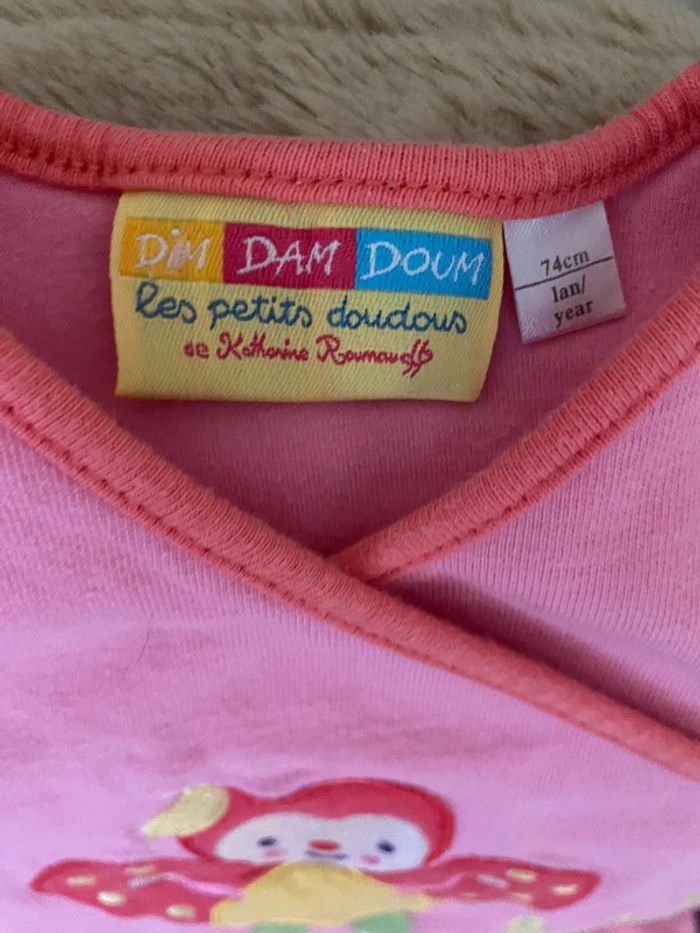 DIM DAM DOUM
les petits doudous
de Katherine Roumanoff
74cm
1an/
year